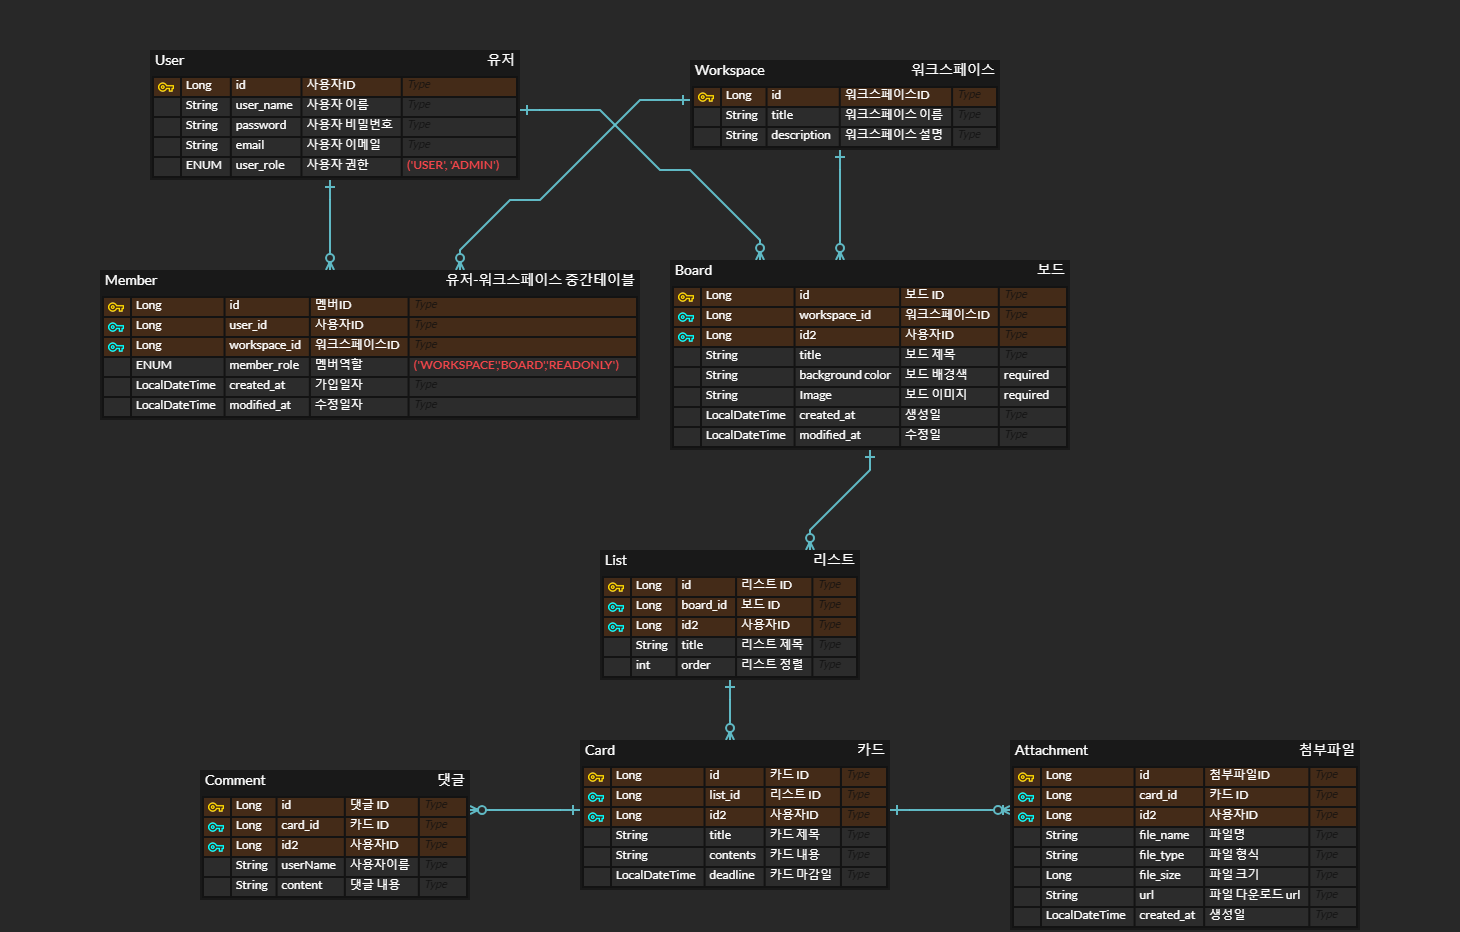 User 유저
Long id 사용자ID Type
String user_name 사용자 이름 Type
String password 사용자 비밀번호 Type
String email 사용자 이메일 Type
ENUM user_role 사용자 권한 ('USER', 'ADMIN')
Workspace 워크스페이스
Long id 워크스페이스ID Type
String title 워크스페이스 이름 Type
String description 워크스페이스 설명 Type
Member 유저-워크스페이스 중간테이블
Long id 멤버ID Type
Long user_id 사용자ID Type
Long workspace_id 워크스페이스ID Type
ENUM member_role 멤버역할 ('WORKSPACE','BOARD','READONLY')
LocalDateTime created_at 가입일자 Type
LocalDateTime modified_at 수정일자 Type
Board 보드
Long id 보드 ID Type
Long workspace_id 워크스페이스ID Type
Long id2 사용자ID Type
String title 보드 제목 Type
String background color 보드 배경색 required
String Image 보드 이미지 required
LocalDateTime created_at 생성일 Type
LocalDateTime modified_at 수정일 Type
List 리스트
Long id 리스트 ID Type
Long board_id 보드 ID Type
Long id2 사용자ID Type
String title 리스트 제목 Type
int order 리스트 정렬 Type
Card 카드
Long id 카드 ID Type
Long list_id 리스트 ID Type
Long id2 사용자ID Type
String title 카드 제목 Type
String contents 카드 내용 Type
LocalDateTime deadline 카드 마감일 Type
Comment 댓글
Long id 댓글 ID Type
Long card_id 카드 ID Type
Long id2 사용자ID Type
String userName 사용자이름 Type
String content 댓글 내용 Type
Attachment 첨부파일
Long id 첨부파일ID Type
Long card_id 카드 ID Type
Long id2 사용자ID Type
String file_name 파일명 Type
String file_type 파일 형식 Type
Long file_size 파일 크기 Type
String url 파일 다운로드 url Type
LocalDateTime created_at 생성일 Type